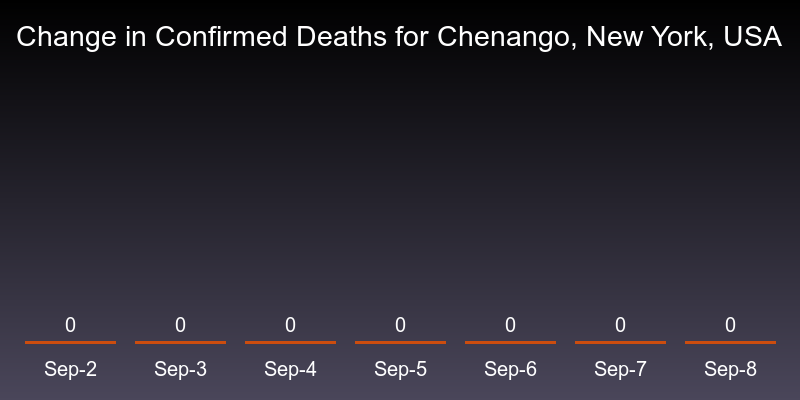 Change in Confirmed Deaths for Chenango, New York, USA
0 0 0 0 0 0 0
Sep-2 Sep-3 Sep-4 Sep-5 Sep-6 Sep-7 Sep-8